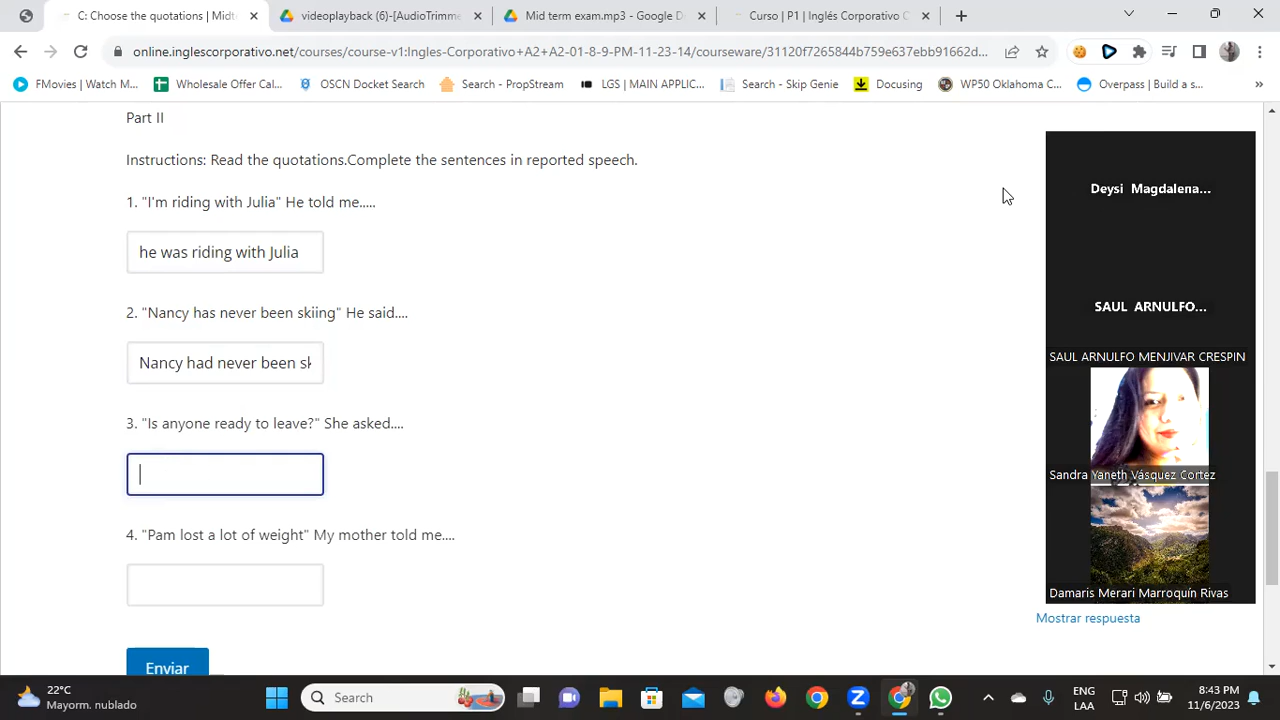 C: Choose the quotations | Midt
videoplayback (6)-[AudioTrimme
Mid term exam.mp3 - Google D
Curso | P1 | Inglés Corporativo C
online.inglescorporativo.net/courses/course-v1:Ingles-Corporativo+A2+A2-01-8-9-PM-11-23-14/courseware/31120f7265844b759e637ebb91662d...
FMovies | Watch M...
Wholesale Offer Cal...
OSCN Docket Search
Search - PropStream
LGS | MAIN APPLIC...
Search - Skip Genie
Docusing
WP50 Oklahoma C...
Overpass | Build a s...
»
Part II
Instructions: Read the quotations.Complete the sentences in reported speech.
1. "I'm riding with Julia" He told me.....
he was riding with Julia
2. "Nancy has never been skiing" He said....
Nancy had never been sk
3. "Is anyone ready to leave?" She asked....
4. "Pam lost a lot of weight" My mother told me....
Enviar
Deysi Magdalena...
SAUL ARNULFO...
SAUL ARNULFO MENJIVAR CRESPIN
Sandra Yaneth Vásquez Cortez
Damaris Merari Marroquín Rivas
Mostrar respuesta
22°C
Mayorm. nublado
Search
ENG
LAA
8:43 PM
11/6/2023